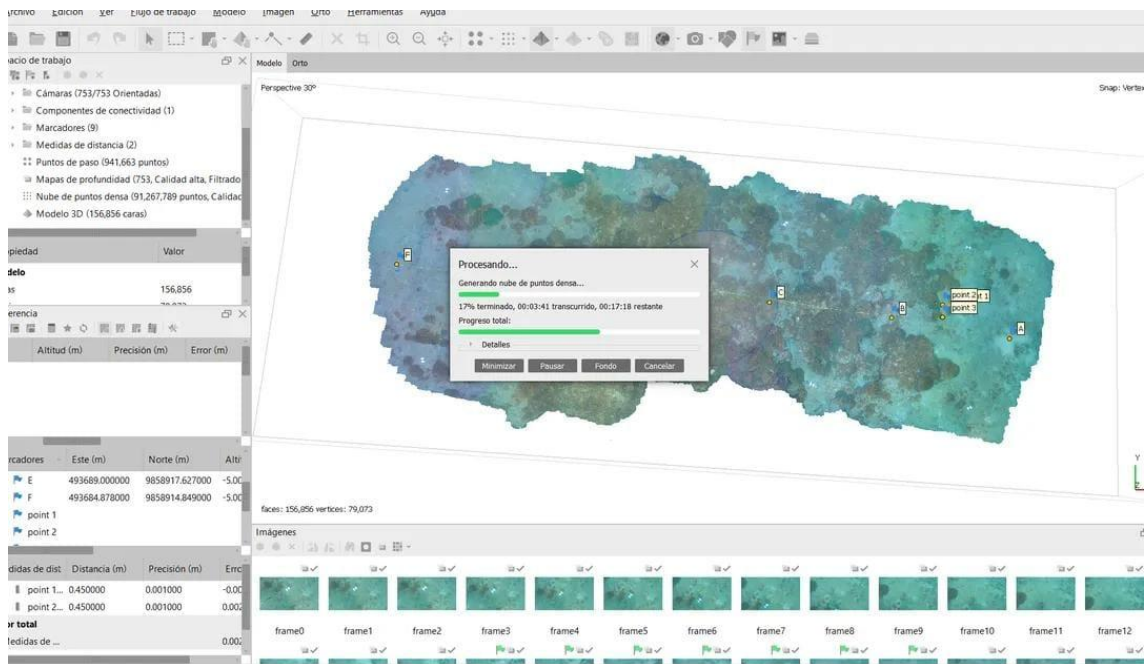 Archivo Edición Ver Flujo de trabajo Modelo Imagen Orto Herramientas Ayuda
acio de trabajo
Modelo Orto
Perspective 30°
Snap: Vertex
Cámaras (753/753 Orientadas)
Componentes de conectividad (1)
Marcadores (9)
Medidas de distancia (2)
Puntos de paso (941,663 puntos)
Mapas de profundidad (753, Calidad alta, Filtrado
Nube de puntos densa (91,267,789 puntos, Calidad
Modelo 3D (156,856 caras)
opiedad Valor
delo
as 156,856
79,073
erencia
Altitud (m) Precisión (m) Error (m)
rcadores Este (m) Norte (m) Altit
E 493689.000000 9858917.627000 -5.00
F 493684.878000 9858914.849000 -5.00
point 1
point 2
didas de dist Distancia (m) Precisión (m) Erro
point 1... 0.450000 0.001000 -0.00
point 2... 0.450000 0.001000 0.002
or total
Medidas de ... 0.002
F
C
B
point 2 t 1
point 3
A
Procesando...
Generando nube de puntos densa...
17% terminado, 00:03:41 transcurrido, 00:17:18 restante
Progreso total:
Detalles
Minimizar Pausar Fondo Cancelar
Y
Z
faces: 156,856 vertices: 79,073
Imágenes
frame0 frame1 frame2 frame3 frame4 frame5 frame6 frame7 frame8 frame9 frame10 frame11 frame12